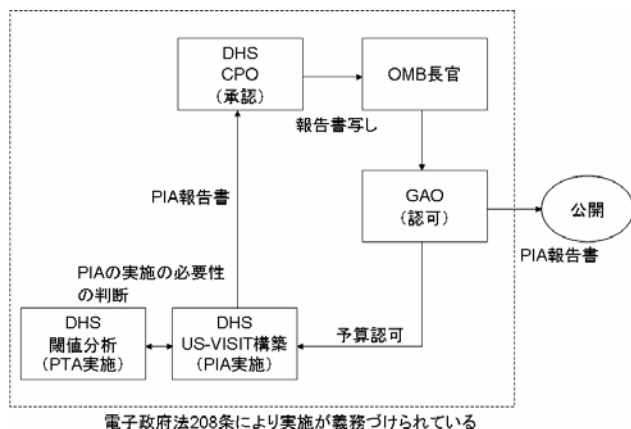 DHS
CPO
(承認)
OMB長官
報告書写し
PIA報告書
GAO
(認可)
公開
PIA報告書
PIAの実施の必要性
の判断
DHS
閾値分析
(PTA実施)
DHS
US-VISIT構築
(PIA実施)
予算認可
電子政府法208条により実施が義務づけられている